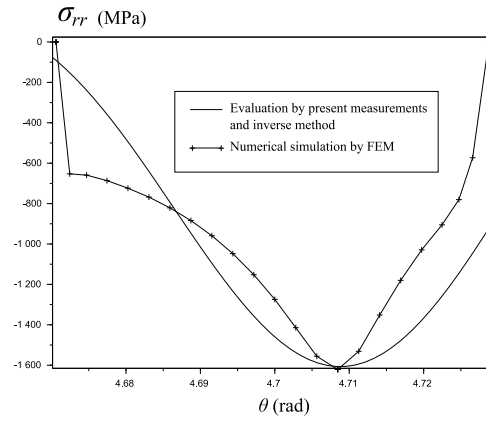 σrr (MPa)
0
-200
-400
-600
-800
-1 000
-1 200
-1 400
-1 600
Evaluation by present measurements
and inverse method
Numerical simulation by FEM
4.68 4.69 4.7 4.71 4.72
θ (rad)